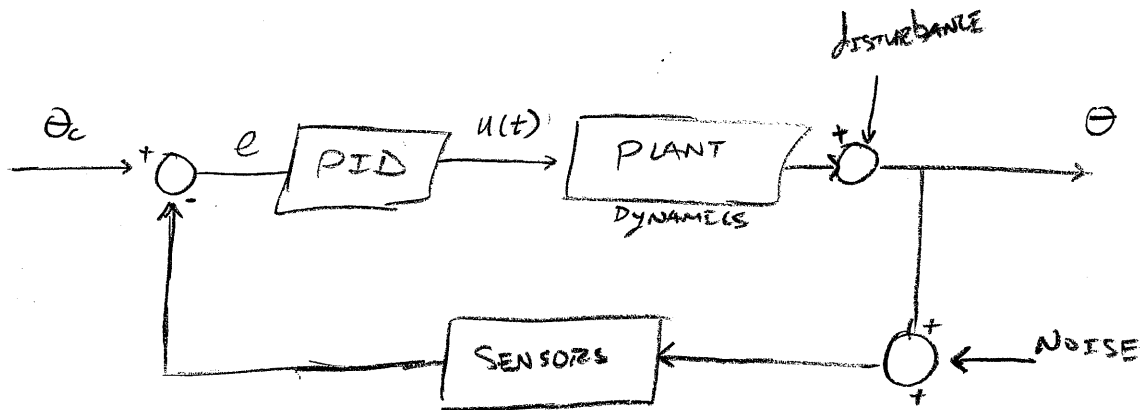 disturbance
θc
+
e
PID
u(t)
PLANT
DYNAMICS
+
θ
-
SENSORS
+
+
NOISE